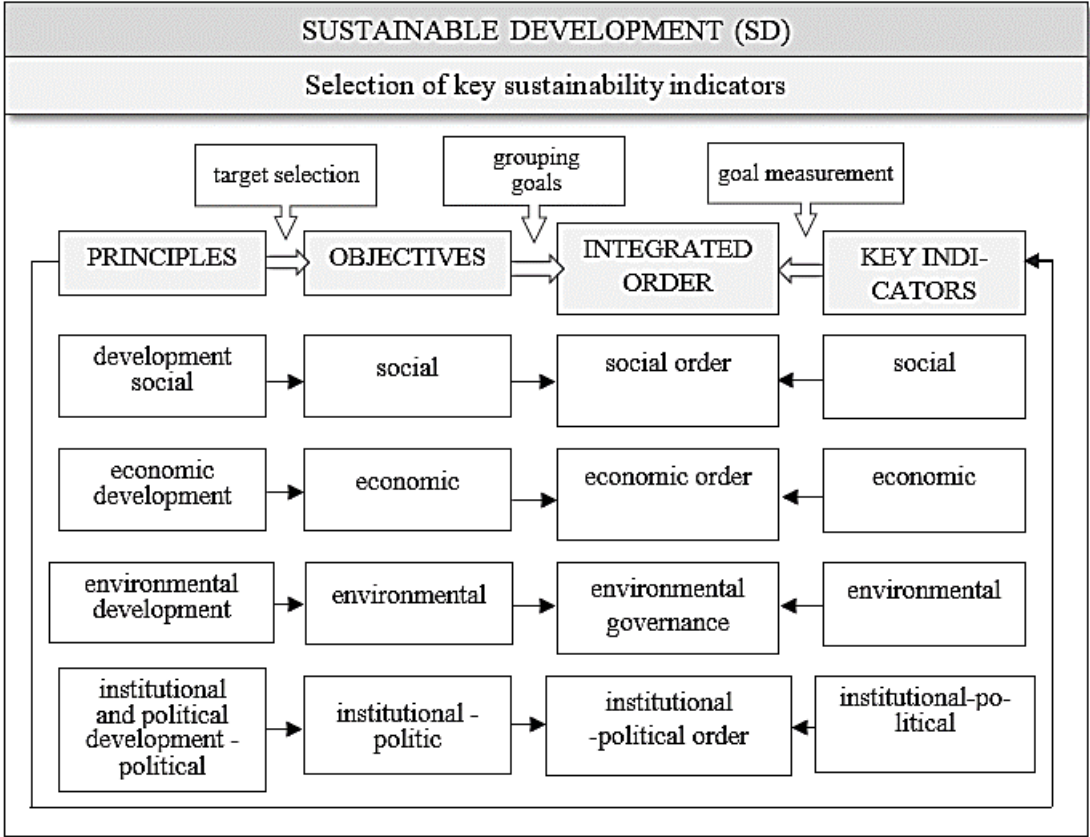 SUSTAINABLE DEVELOPMENT (SD)
Selection of key sustainability indicators
target selection
grouping
goals
goal measurement
PRINCIPLES
OBJECTIVES
INTEGRATED
ORDER
KEY INDI-
CATORS
development
social
social
social order
social
economic
development
economic
economic order
economic
environmental
development
environmental
environmental
governance
environmental
institutional
and political
development -
political
institutional -
politic
institutional
-political order
institutional-po-
litical